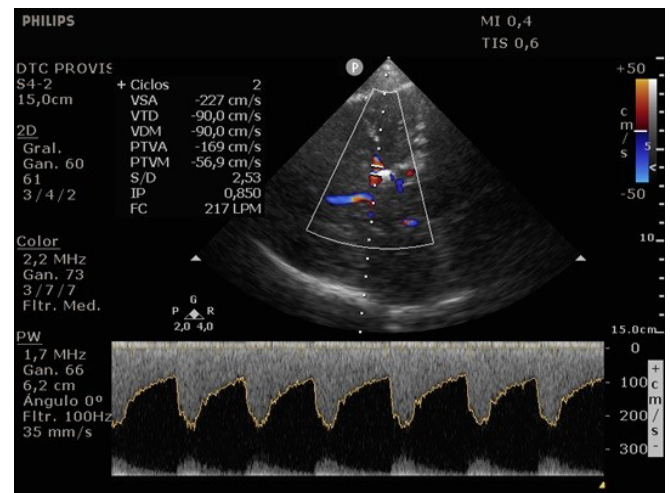 PHILIPS
MI 0,4
TIS 0,6
DTC PROVIS
S4-2
15,0cm
2D
Gral.
Gan. 60
61
3/4/2
Color
2,2 MHz
Gan. 73
3/7/7
Fltr. Med.
PW
1,7 MHz
Gan. 66
6,2 cm
Ángulo 0°
Fltr. 100Hz
35 mm/s
+ Ciclos 2
VSA -227 cm/s
VTD -90,0 cm/s
VDM -90,0 cm/s
PTVA -169 cm/s
PTVM -56,9 cm/s
S/D 2,53
IP 0,850
FC 217 LPM
P
G
P R
2,0 4,0
+50
cm/s
-50
5
10
15.0cm
0
100
200
300
+
cm/s
-